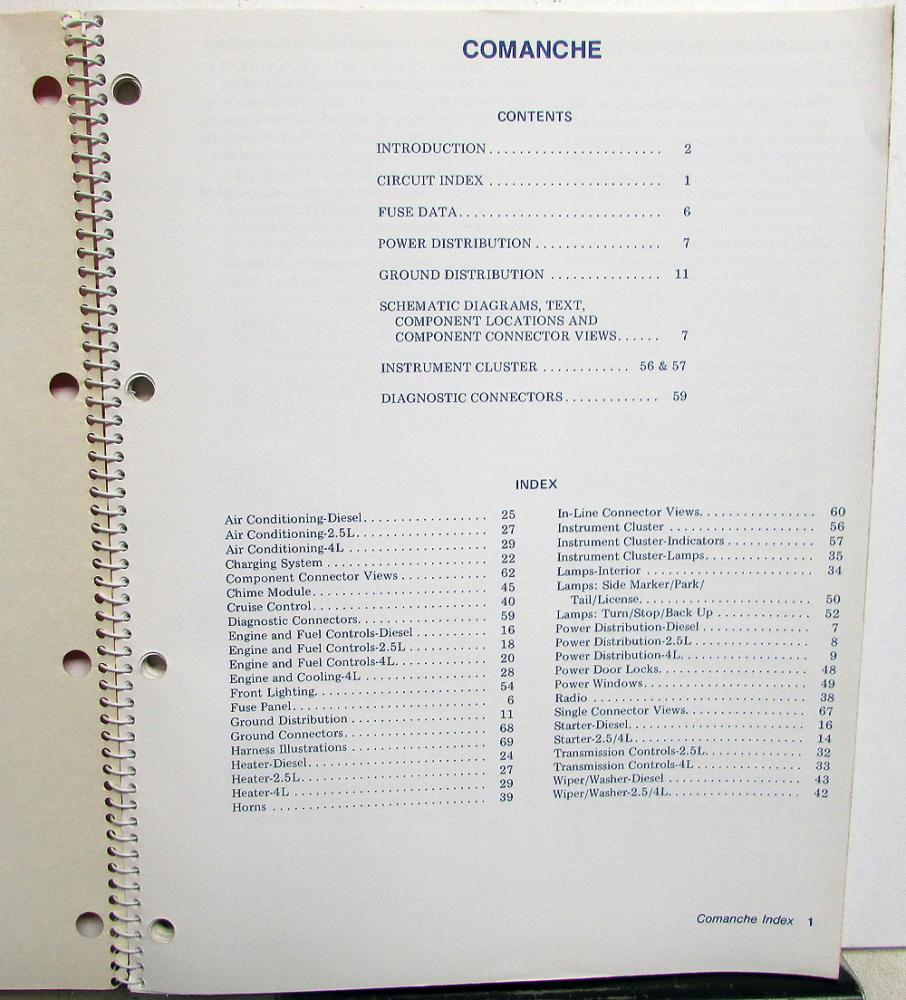 COMANCHE
CONTENTS
INTRODUCTION . . . . . . . . . . . . . . . . . . . . . . . 2
CIRCUIT INDEX . . . . . . . . . . . . . . . . . . . . . . . 1
FUSE DATA. . . . . . . . . . . . . . . . . . . . . . . . . . . 6
POWER DISTRIBUTION . . . . . . . . . . . . . . . . . 7
GROUND DISTRIBUTION . . . . . . . . . . . . . . . 11
SCHEMATIC DIAGRAMS, TEXT,
COMPONENT LOCATIONS AND
COMPONENT CONNECTOR VIEWS. . . . . . 7
INSTRUMENT CLUSTER . . . . . . . . . . . . 56 & 57
DIAGNOSTIC CONNECTORS. . . . . . . . . . . . . 59
INDEX
Air Conditioning-Diesel. . . . . . . . . . . . . . . . . 25
Air Conditioning-2.5L. . . . . . . . . . . . . . . . . . 27
Air Conditioning-4L . . . . . . . . . . . . . . . . . . . 29
Charging System . . . . . . . . . . . . . . . . . . . . . . 22
Component Connector Views . . . . . . . . . . . . 62
Chime Module. . . . . . . . . . . . . . . . . . . . . . . . 45
Cruise Control. . . . . . . . . . . . . . . . . . . . . . . . 40
Diagnostic Connectors. . . . . . . . . . . . . . . . . . 59
Engine and Fuel Controls-Diesel . . . . . . . . . . 16
Engine and Fuel Controls-2.5L . . . . . . . . . . . 18
Engine and Fuel Controls-4L. . . . . . . . . . . . . 20
Engine and Cooling-4L . . . . . . . . . . . . . . . . . 28
Front Lighting. . . . . . . . . . . . . . . . . . . . . . . . 54
Fuse Panel. . . . . . . . . . . . . . . . . . . . . . . . . . . 6
Ground Distribution . . . . . . . . . . . . . . . . . . . 11
Ground Connectors. . . . . . . . . . . . . . . . . . . . 68
Harness Illustrations . . . . . . . . . . . . . . . . . . . 69
Heater-Diesel. . . . . . . . . . . . . . . . . . . . . . . . . 24
Heater-2.5L. . . . . . . . . . . . . . . . . . . . . . . . . . 27
Heater-4L . . . . . . . . . . . . . . . . . . . . . . . . . . . 29
Horns . . . . . . . . . . . . . . . . . . . . . . . . . . . . . 39
In-Line Connector Views. . . . . . . . . . . . . . . . 60
Instrument Cluster . . . . . . . . . . . . . . . . . . . . 56
Instrument Cluster-Indicators . . . . . . . . . . . . 57
Instrument Cluster-Lamps. . . . . . . . . . . . . . . 35
Lamps-Interior . . . . . . . . . . . . . . . . . . . . . . . 34
Lamps: Side Marker/Park/
Tail/License. . . . . . . . . . . . . . . . . . . . . . . . 50
Lamps: Turn/Stop/Back Up . . . . . . . . . . . . . 52
Power Distribution-Diesel . . . . . . . . . . . . . . . 7
Power Distribution-2.5L . . . . . . . . . . . . . . . . 8
Power Distribution-4L. . . . . . . . . . . . . . . . . . 9
Power Door Locks. . . . . . . . . . . . . . . . . . . . . 48
Power Windows. . . . . . . . . . . . . . . . . . . . . . . 49
Radio . . . . . . . . . . . . . . . . . . . . . . . . . . . . . 38
Single Connector Views. . . . . . . . . . . . . . . . . 67
Starter-Diesel. . . . . . . . . . . . . . . . . . . . . . . . . 16
Starter-2.5/4L . . . . . . . . . . . . . . . . . . . . . . . . 14
Transmission Controls-2.5L. . . . . . . . . . . . . . 32
Transmission Controls-4L . . . . . . . . . . . . . . . 33
Wiper/Washer-Diesel . . . . . . . . . . . . . . . . . . 43
Wiper/Washer-2.5/4L. . . . . . . . . . . . . . . . . . . 42
Comanche Index 1